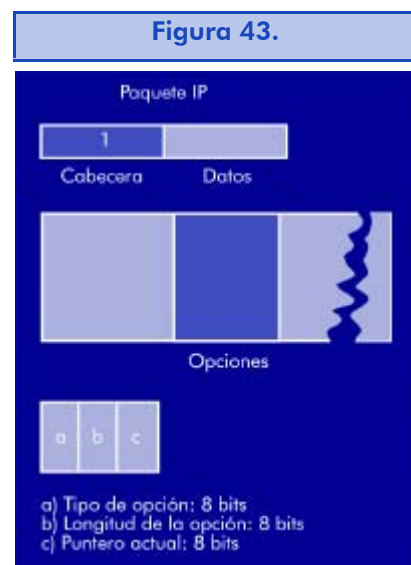 Figura 43.
Paquete IP
1
Cabecera Datos
Opciones
a b c
a) Tipo de opción: 8 bits
b) Longitud de la opción: 8 bits
c) Puntero actual: 8 bits